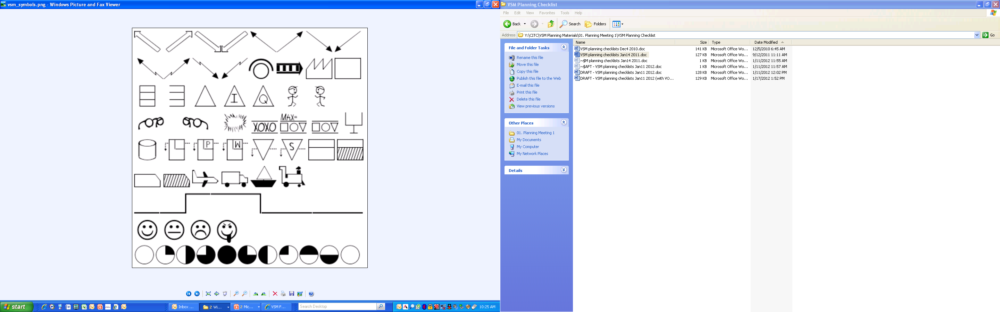 vsm_symbols.png - Windows Picture and Fax Viewer
I Q
MAX=
XOXO
P W S
start
Inbox ...
2 Wi...
2 Mic...
VSM F...
Search Desktop
10:25 AM
VSM Planning Checklist
File Edit View Favorites Tools Help
Back Search Folders
Address Y:\CITC\VSM Planning Materials\01. Planning Meeting 1\VSM Planning Checklist Go
File and Folder Tasks
Rename this file
Move this file
Copy this file
Publish this file to the Web
E-mail this file
Print this file
Delete this file
View previous versions
Other Places
01. Planning Meeting 1
My Documents
My Computer
My Network Places
Details
Name Size Type Date Modified
VSM planning checklists Dec4 2010.doc 141 KB Microsoft Office Wo... 12/5/2010 6:45 AM
VSM planning checklists Jan14 2011.doc 127 KB Microsoft Office Wo... 9/12/2011 11:11 AM
~$M planning checklists Jan14 2011.doc 1 KB Microsoft Office Wo... 1/11/2012 11:55 AM
~$AFT - VSM planning checklists Jan11 2012.doc 1 KB Microsoft Office Wo... 1/11/2012 11:57 AM
DRAFT - VSM planning checklists Jan11 2012.doc 128 KB Microsoft Office Wo... 1/11/2012 12:02 PM
DRAFT - VSM planning checklists Jan11 2012 (with VO... 129 KB Microsoft Office Wo... 1/17/2012 1:52 PM